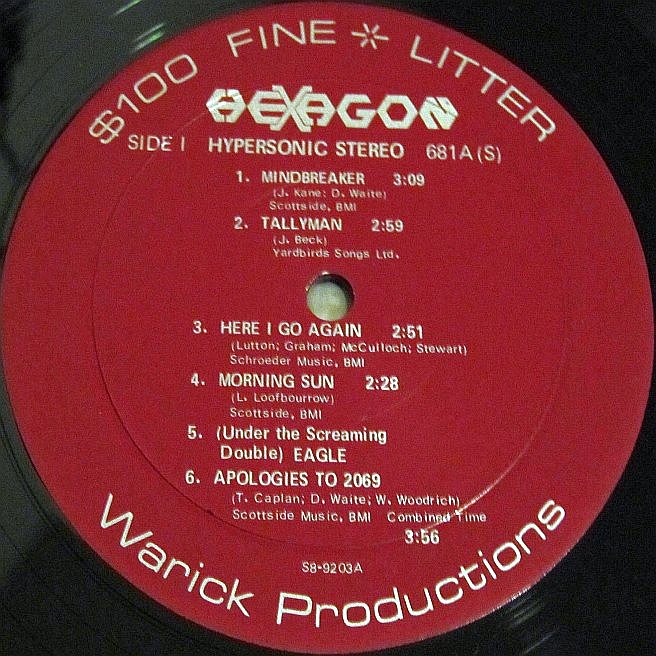 $100 FINE * LITTER
HEXAGON
SIDE I HYPERSONIC STEREO 681A(S)
1. MINDBREAKER 3:09
(J. Kane; D. Waite)
Scottside, BMI
2. TALLYMAN 2:59
(J. Beck)
Yardbirds Songs Ltd.
3. HERE I GO AGAIN 2:51
(Lutton; Graham; McCulloch; Stewart)
Schroeder Music, BMI
4. MORNING SUN 2:28
(L. Loofbourrow)
Scottside, BMI
5. (Under the Screaming
Double) EAGLE
6. APOLOGIES TO 2069
(T. Caplan; D. Waite; W. Woodrich)
Scottside Music, BMI Combined Time
3:56
S8-9203A
Warick Productions